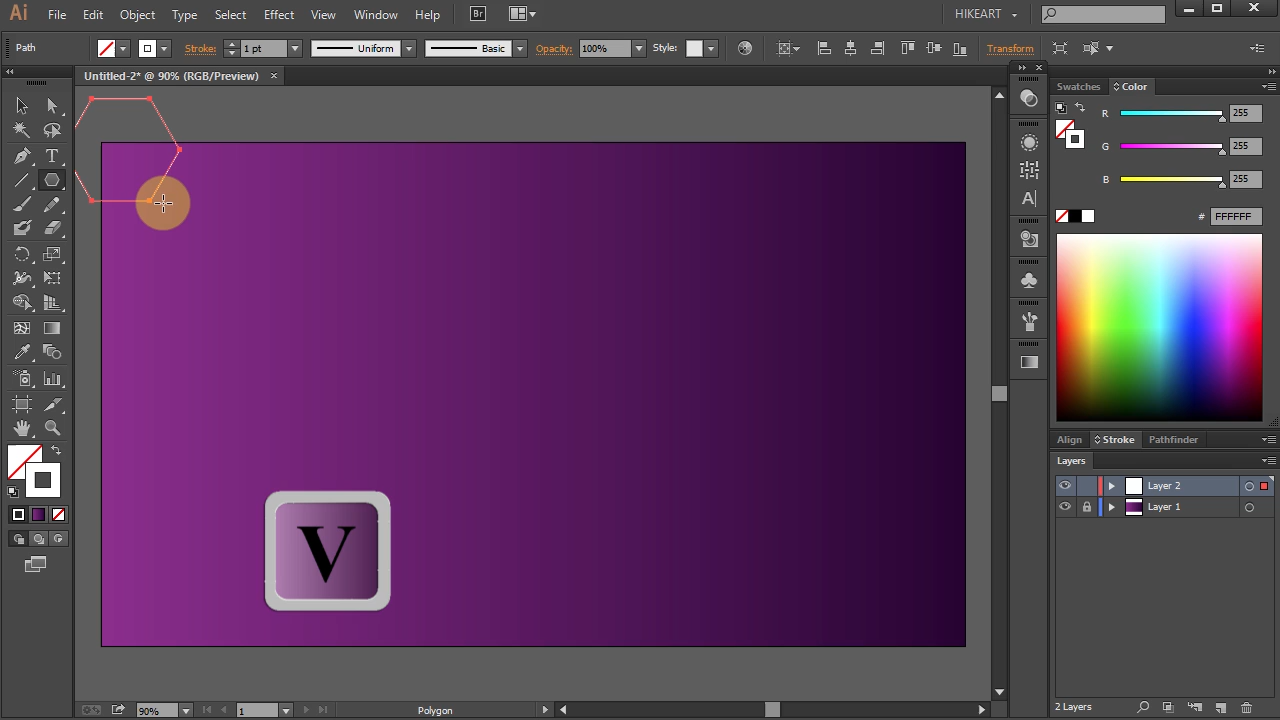 Ai File Edit Object Type Select Effect View Window Help Br HIKEART
Path Stroke: 1 pt Uniform Basic Opacity: 100% Style: Transform
Untitled-2* @ 90% (RGB/Preview) ×
Swatches Color
R 255
G 255
B 255
# FFFFFF
Align Stroke Pathfinder
Layers
Layer 2
Layer 1
V
90% 1 Polygon 2 Layers